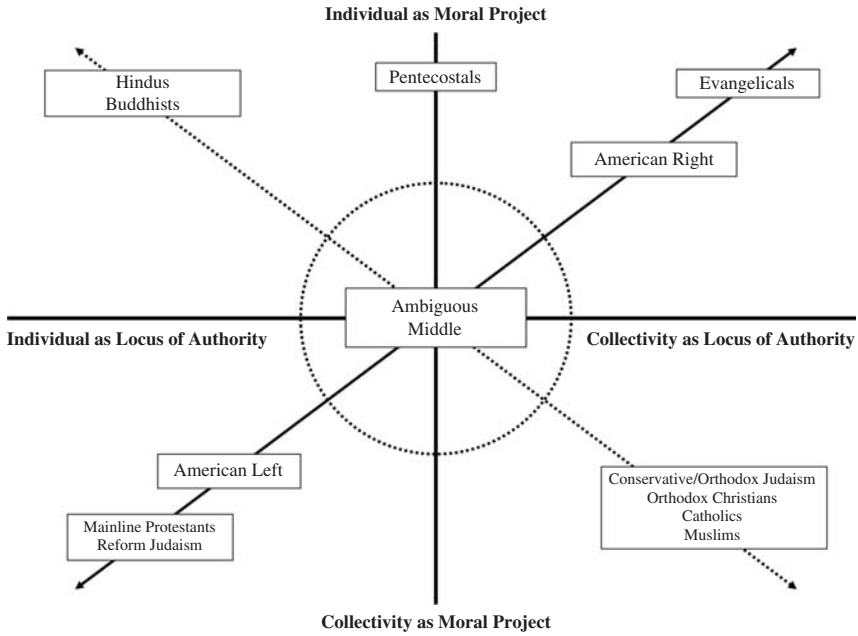 Individual as Moral Project
Hindus
Buddhists
Pentecostals
Evangelicals
American Right
Ambiguous
Middle
Individual as Locus of Authority
Collectivity as Locus of Authority
American Left
Mainline Protestants
Reform Judaism
Conservative/Orthodox Judaism
Orthodox Christians
Catholics
Muslims
Collectivity as Moral Project